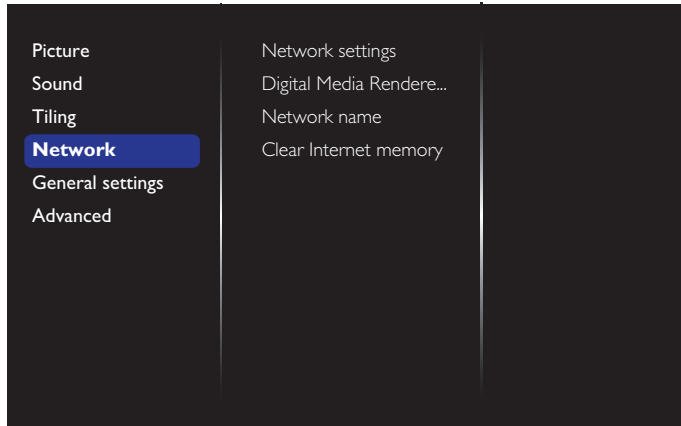 Picture
Sound
Tiling
Network
General settings
Advanced
Network settings
Digital Media Rendere...
Network name
Clear Internet memory